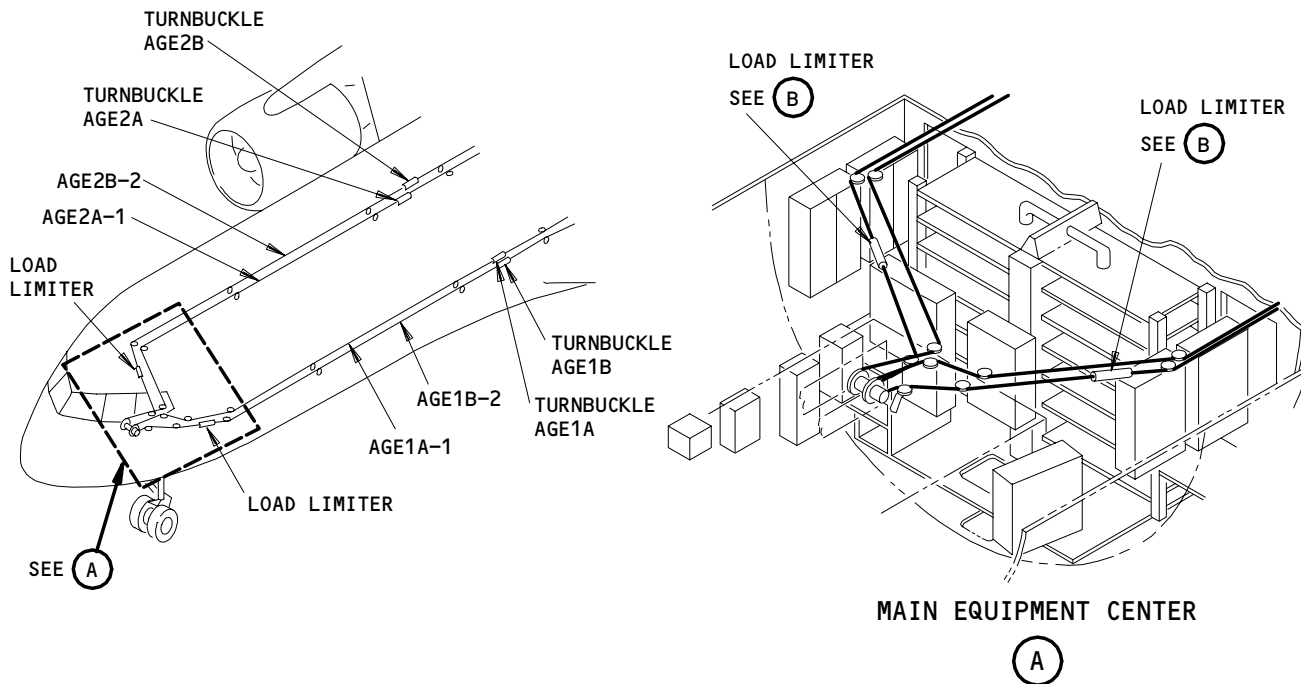 TURNBUCKLE
AGE2B
TURNBUCKLE
AGE2A
AGE2B-2
AGE2A-1
LOAD
LIMITER
TURNBUCKLE
AGE1B
AGE1B-2
TURNBUCKLE
AGE1A
AGE1A-1
LOAD LIMITER
SEE A
LOAD LIMITER
SEE B
LOAD LIMITER
SEE B
MAIN EQUIPMENT CENTER
A